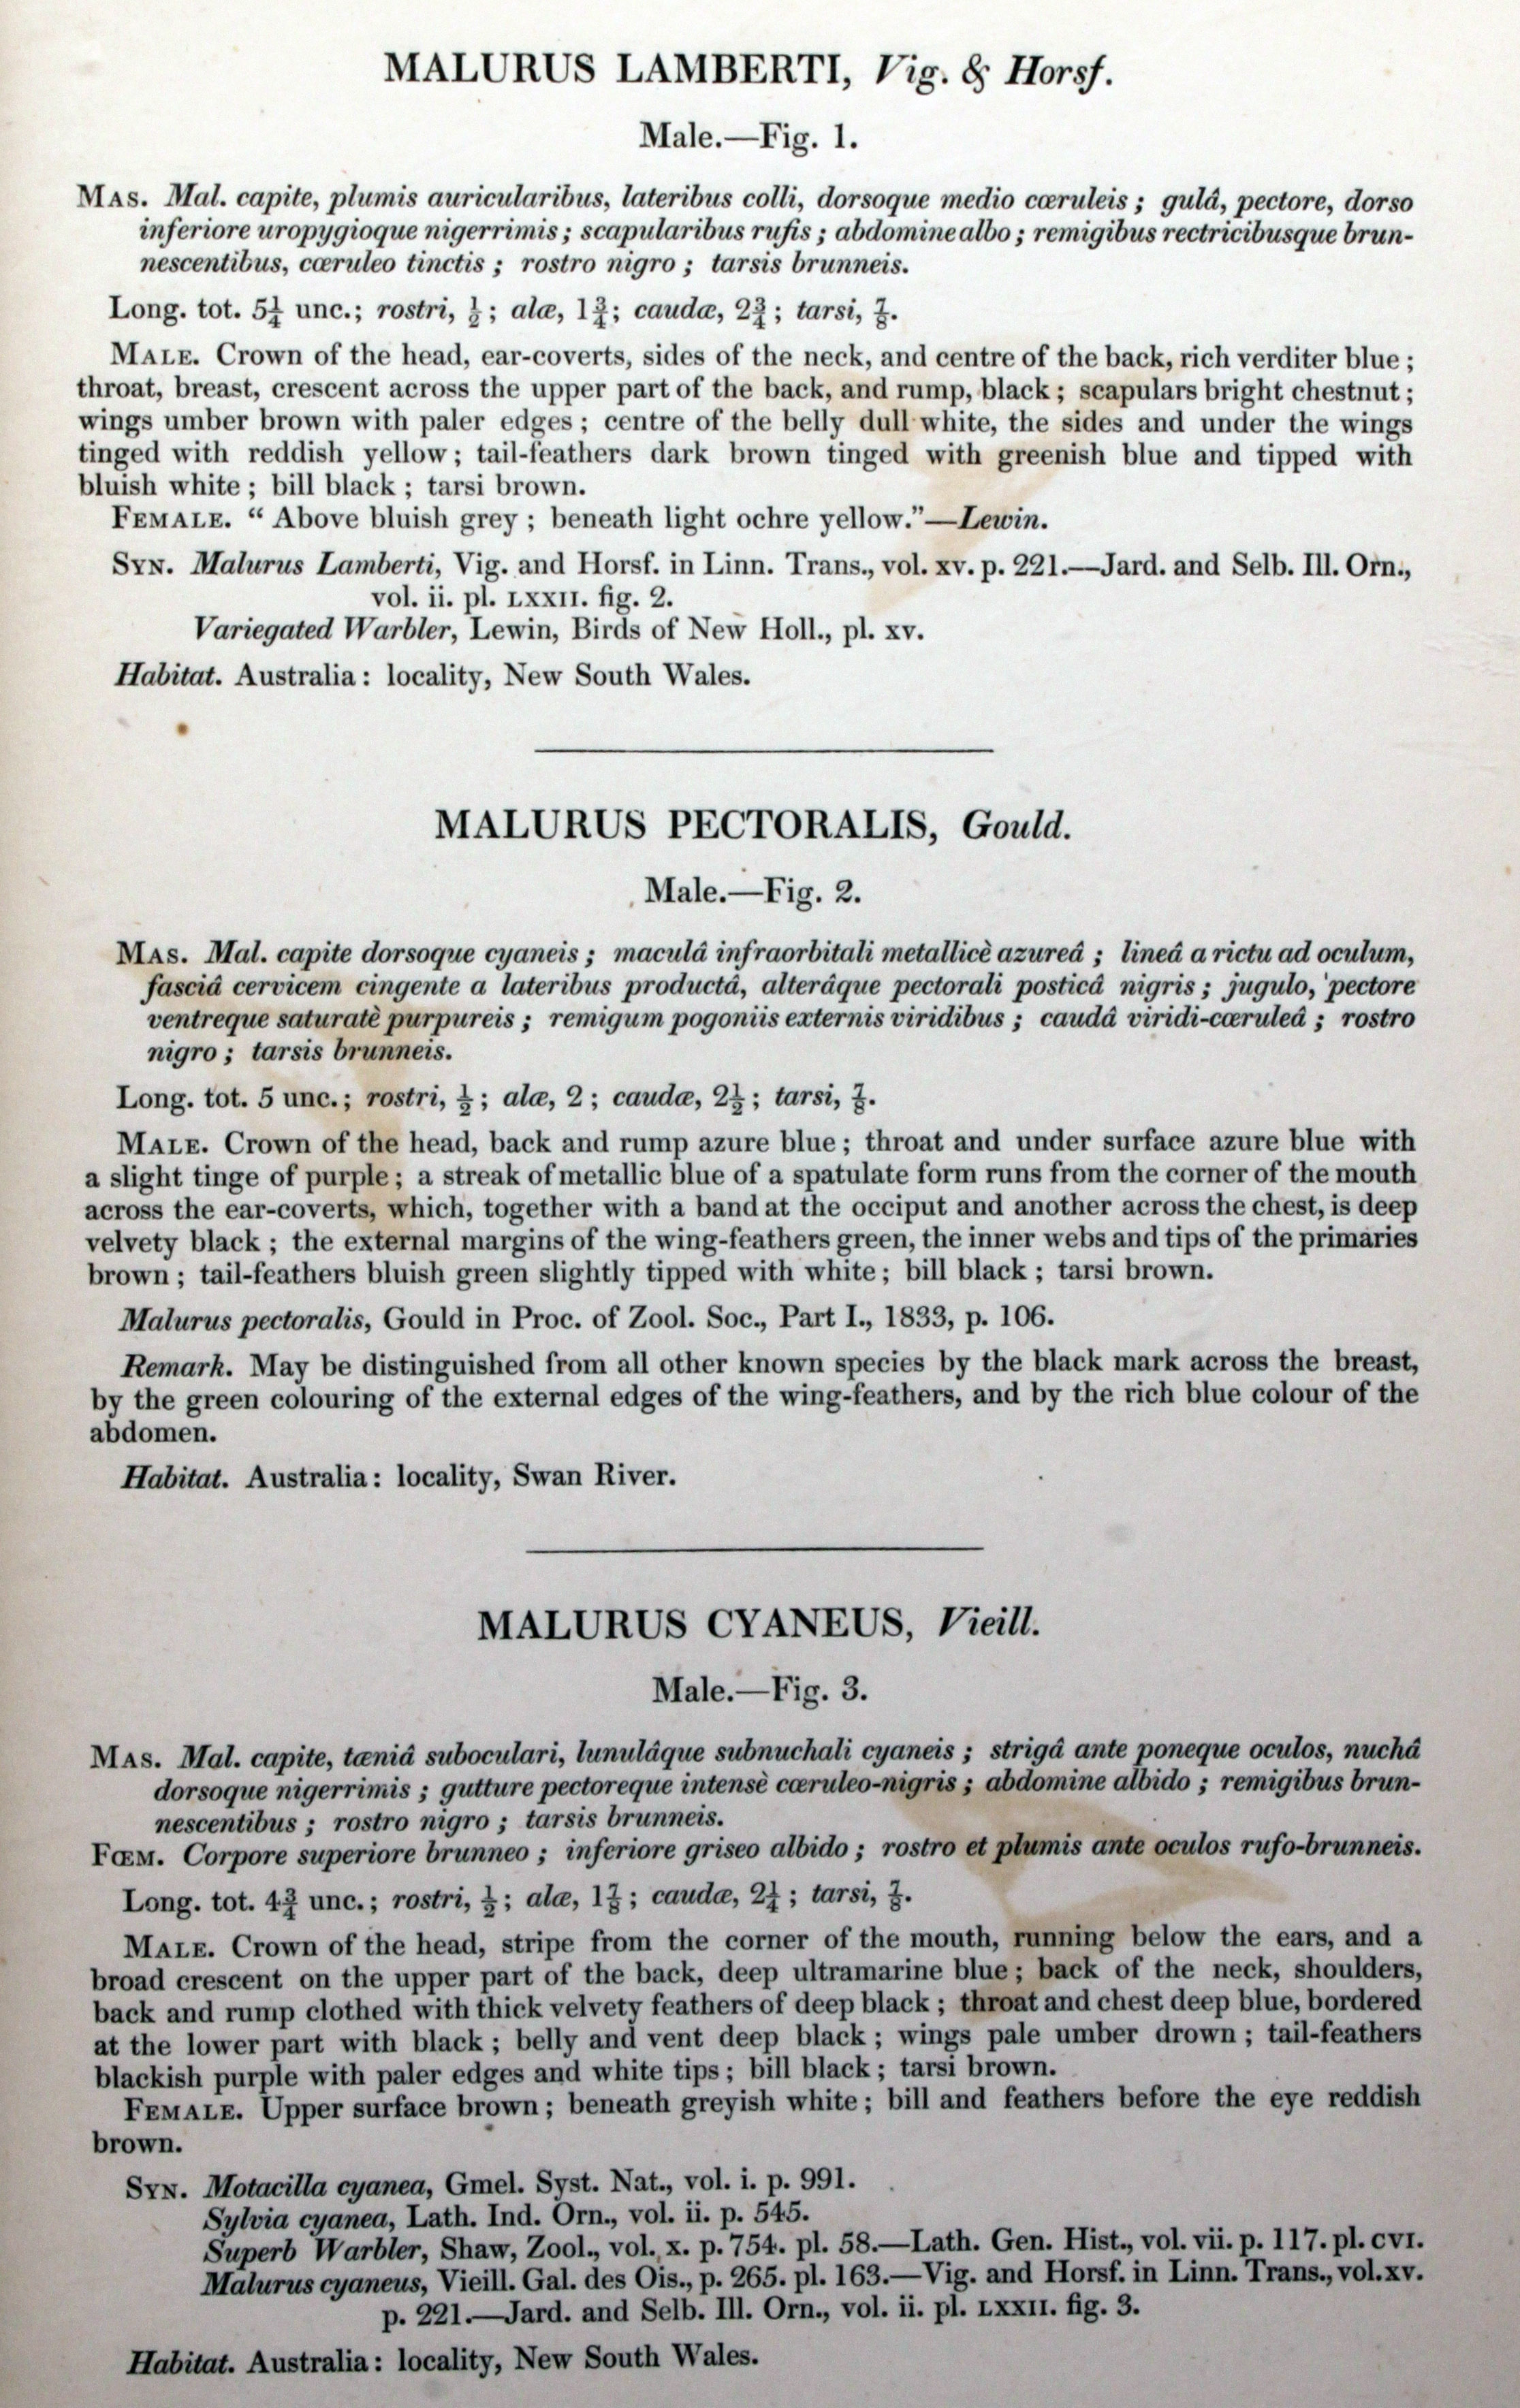 MALURUS LAMBERTI, Vig. & Horsf.
Male.—Fig. 1.
Mas. Mal. capite, plumis auricularibus, lateribus colli, dorsoque medio cæruleis ; gulâ, pectore, dorso
inferiore uropygioque nigerrimis ; scapularibus rufis ; abdomine albo ; remigibus rectricibusque brun-
nescentibus, cæruleo tinctis ; rostro nigro ; tarsis brunneis.
Long. tot. 5¼ unc.; rostri, ½; alæ, 1¾; caudæ, 2¾; tarsi, ⅞.
Male. Crown of the head, ear-coverts, sides of the neck, and centre of the back, rich verditer blue ;
throat, breast, crescent across the upper part of the back, and rump, black ; scapulars bright chestnut ;
wings umber brown with paler edges ; centre of the belly dull white, the sides and under the wings
tinged with reddish yellow ; tail-feathers dark brown tinged with greenish blue and tipped with
bluish white ; bill black ; tarsi brown.
Female. “ Above bluish grey ; beneath light ochre yellow.”—Lewin.
Syn. Malurus Lamberti, Vig. and Horsf. in Linn. Trans., vol. xv. p. 221.—Jard. and Selb. Ill. Orn.,
vol. ii. pl. LXXII. fig. 2.
Variegated Warbler, Lewin, Birds of New Holl., pl. xv.
Habitat. Australia : locality, New South Wales.
MALURUS PECTORALIS, Gould.
Male.—Fig. 2.
Mas. Mal. capite dorsoque cyaneis ; maculâ infraorbitali metallicè azureâ ; lineâ a rictu ad oculum,
fasciâ cervicem cingente a lateribus productâ, alterâque pectorali posticâ nigris ; jugulo, pectore
ventreque saturatè purpureis ; remigum pogoniis externis viridibus ; caudâ viridi-cæruleâ ; rostro
nigro ; tarsis brunneis.
Long. tot. 5 unc. ; rostri, ½ ; alæ, 2 ; caudæ, 2½ ; tarsi, ⅞.
Male. Crown of the head, back and rump azure blue ; throat and under surface azure blue with
a slight tinge of purple ; a streak of metallic blue of a spatulate form runs from the corner of the mouth
across the ear-coverts, which, together with a band at the occiput and another across the chest, is deep
velvety black ; the external margins of the wing-feathers green, the inner webs and tips of the primaries
brown ; tail-feathers bluish green slightly tipped with white ; bill black ; tarsi brown.
Malurus pectoralis, Gould in Proc. of Zool. Soc., Part I., 1833, p. 106.
Remark. May be distinguished from all other known species by the black mark across the breast,
by the green colouring of the external edges of the wing-feathers, and by the rich blue colour of the
abdomen.
Habitat. Australia : locality, Swan River.
MALURUS CYANEUS, Vieill.
Male.—Fig. 3.
Mas. Mal. capite, tæniâ suboculari, lunulâque subnuchali cyaneis ; strigâ ante poneque oculos, nuchâ
dorsoque nigerrimis ; gutture pectoreque intensè cæruleo-nigris ; abdomine albido ; remigibus brun-
nescentibus ; rostro nigro ; tarsis brunneis.
Fœm. Corpore superiore brunneo ; inferiore griseo albido ; rostro et plumis ante oculos rufo-brunneis.
Long. tot. 4¾ unc. ; rostri, ½ ; alæ, 1⅞ ; caudæ, 2¼ ; tarsi, ⅞.
Male. Crown of the head, stripe from the corner of the mouth, running below the ears, and a
broad crescent on the upper part of the back, deep ultramarine blue ; back of the neck, shoulders,
back and rump clothed with thick velvety feathers of deep black ; throat and chest deep blue, bordered
at the lower part with black ; belly and vent deep black ; wings pale umber drown ; tail-feathers
blackish purple with paler edges and white tips ; bill black ; tarsi brown.
Female. Upper surface brown ; beneath greyish white ; bill and feathers before the eye reddish
brown.
Syn. Motacilla cyanea, Gmel. Syst. Nat., vol. i. p. 991.
Sylvia cyanea, Lath. Ind. Orn., vol. ii. p. 545.
Superb Warbler, Shaw, Zool., vol. x. p. 754. pl. 58.—Lath. Gen. Hist., vol. vii. p. 117. pl. CVI.
Malurus cyaneus, Vieill. Gal. des Ois., p. 265. pl. 163.—Vig. and Horsf. in Linn. Trans., vol. xv.
p. 221.—Jard. and Selb. Ill. Orn., vol. ii. pl. LXXII. fig. 3.
Habitat. Australia : locality, New South Wales.